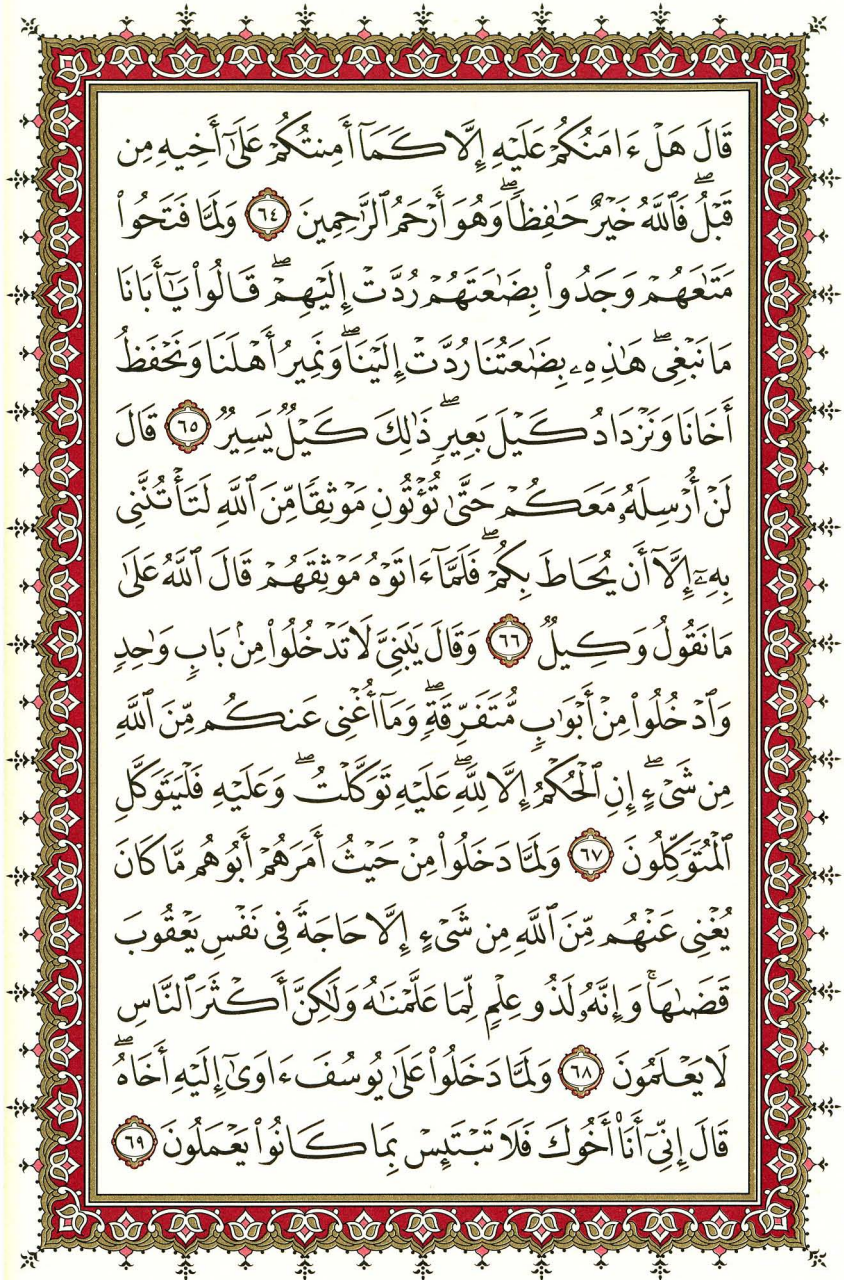 قَالَ هَلْ ءَامَنُكُمْ عَلَيْهِ إِلَّا كَمَآ أَمِنتُكُمْ عَلَىٰٓ أَخِيهِ مِن
قَبْلُ ۖ فَٱللَّهُ خَيْرٌ حَـٰفِظًا ۖ وَهُوَ أَرْحَمُ ٱلرَّٰحِمِينَ ٦٤ وَلَمَّا فَتَحُوا۟
مَتَـٰعَهُمْ وَجَدُوا۟ بِضَـٰعَتَهُمْ رُدَّتْ إِلَيْهِمْ ۖ قَالُوا۟ يَـٰٓأَبَانَا
مَا نَبْغِى ۖ هَـٰذِهِۦ بِضَـٰعَتُنَا رُدَّتْ إِلَيْنَا ۖ وَنَمِيرُ أَهْلَنَا وَنَحْفَظُ
أَخَانَا وَنَزْدَادُ كَيْلَ بَعِيرٍ ۖ ذَٰلِكَ كَيْلٌ يَسِيرٌ ٦٥ قَالَ
لَنْ أُرْسِلَهُۥ مَعَكُمْ حَتَّىٰ تُؤْتُونِ مَوْثِقًا مِّنَ ٱللَّهِ لَتَأْتُنَّنِى
بِهِۦٓ إِلَّآ أَن يُحَاطَ بِكُمْ ۖ فَلَمَّآ ءَاتَوْهُ مَوْثِقَهُمْ قَالَ ٱللَّهُ عَلَىٰ
مَا نَقُولُ وَكِيلٌ ٦٦ وَقَالَ يَـٰبَنِىَّ لَا تَدْخُلُوا۟ مِنۢ بَابٍ وَٰحِدٍ
وَٱدْخُلُوا۟ مِنْ أَبْوَٰبٍ مُّتَفَرِّقَةٍ ۖ وَمَآ أُغْنِى عَنكُم مِّنَ ٱللَّهِ
مِن شَىْءٍ ۖ إِنِ ٱلْحُكْمُ إِلَّا لِلَّهِ ۖ عَلَيْهِ تَوَكَّلْتُ ۖ وَعَلَيْهِ فَلْيَتَوَكَّلِ
ٱلْمُتَوَكِّلُونَ ٦٧ وَلَمَّا دَخَلُوا۟ مِنْ حَيْثُ أَمَرَهُمْ أَبُوهُم مَّا كَانَ
يُغْنِى عَنْهُم مِّنَ ٱللَّهِ مِن شَىْءٍ إِلَّا حَاجَةً فِى نَفْسِ يَعْقُوبَ
قَضَىٰهَا ۚ وَإِنَّهُۥ لَذُو عِلْمٍ لِّمَا عَلَّمْنَـٰهُ وَلَـٰكِنَّ أَكْثَرَ ٱلنَّاسِ
لَا يَعْلَمُونَ ٦٨ وَلَمَّا دَخَلُوا۟ عَلَىٰ يُوسُفَ ءَاوَىٰٓ إِلَيْهِ أَخَاهُ ۖ
قَالَ إِنِّىٓ أَنَا۠ أَخُوكَ فَلَا تَبْتَئِسْ بِمَا كَانُوا۟ يَعْمَلُونَ ٦٩